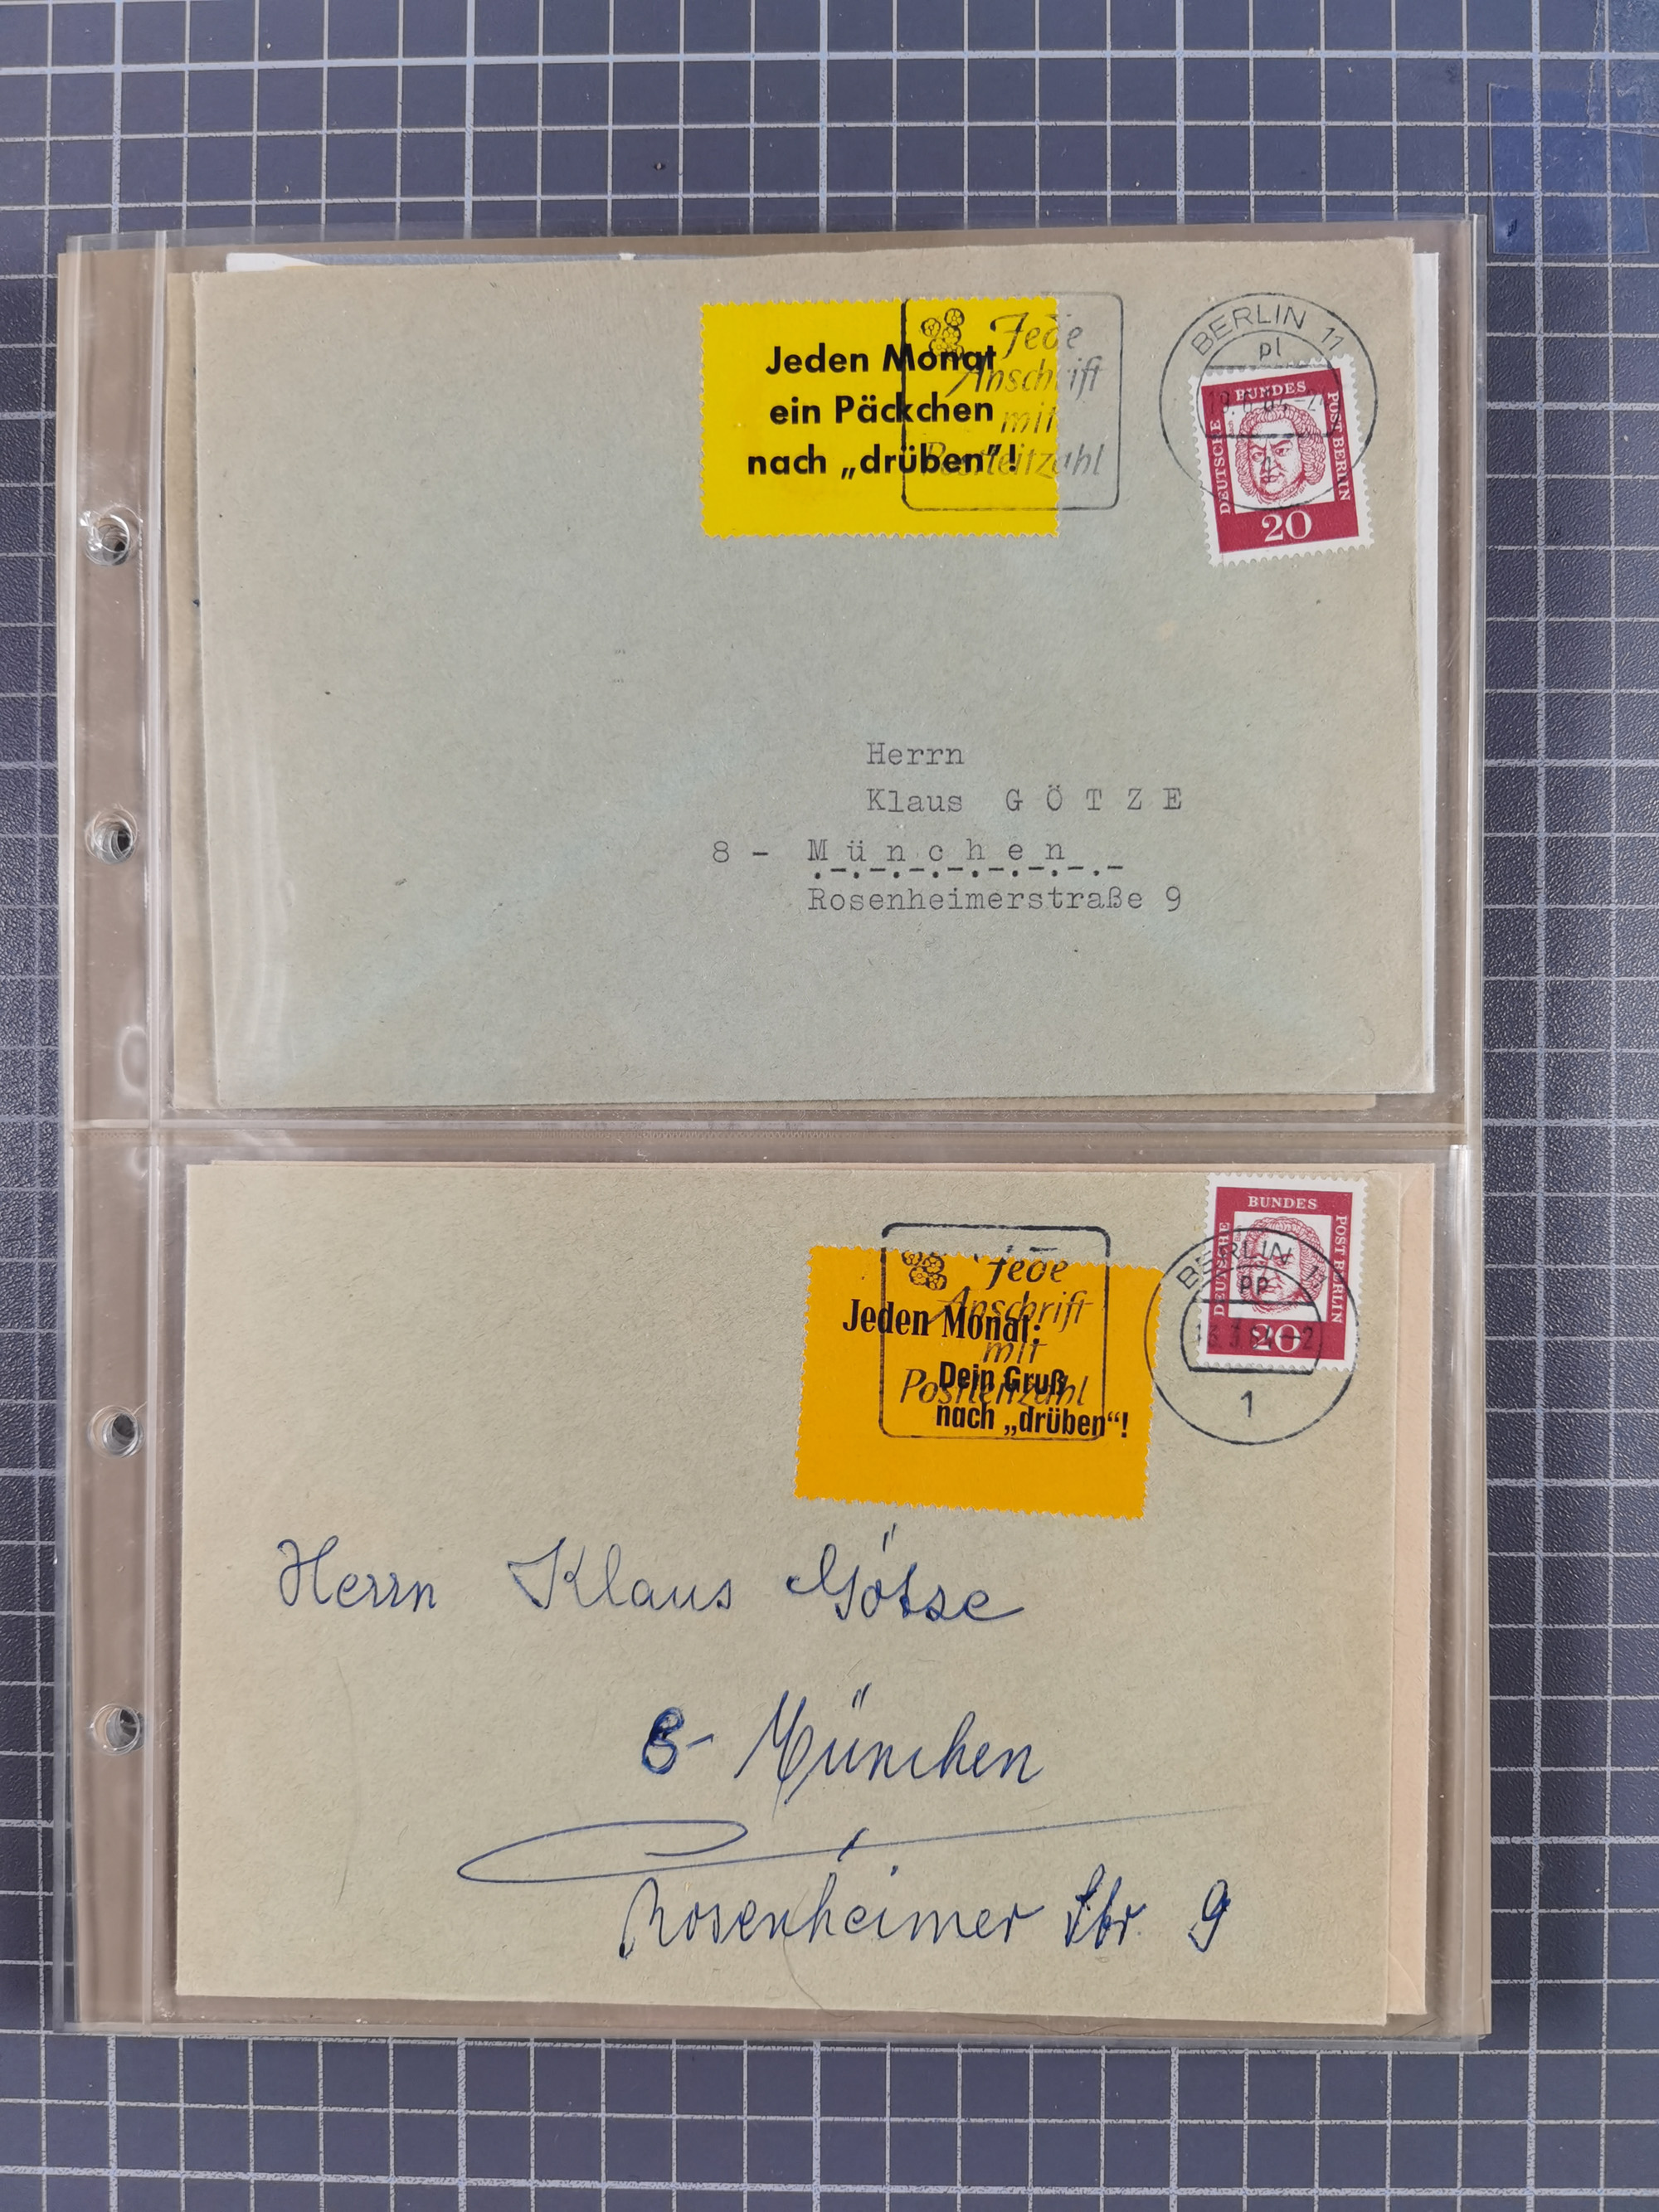 Jeden Monat
ein Päckchen
nach „drüben"!
Jede
Anschrift
mit
Postleitzahl
BERLIN 11
pl
DEUTSCHE BUNDES POST BERLIN
20
Herrn
Klaus G Ö T Z E
8 - M ü n c h e n
Rosenheimerstraße 9
Jede
Anschrift
mit
Postleitzahl
Jeden Monat:
Dein Gruß
nach „drüben“!
DEUTSCHE BUNDES POST BERLIN
20
BERLIN 11
pp
1
Herrn Klaus Götze
8- München
Rosenheimer Str. 9